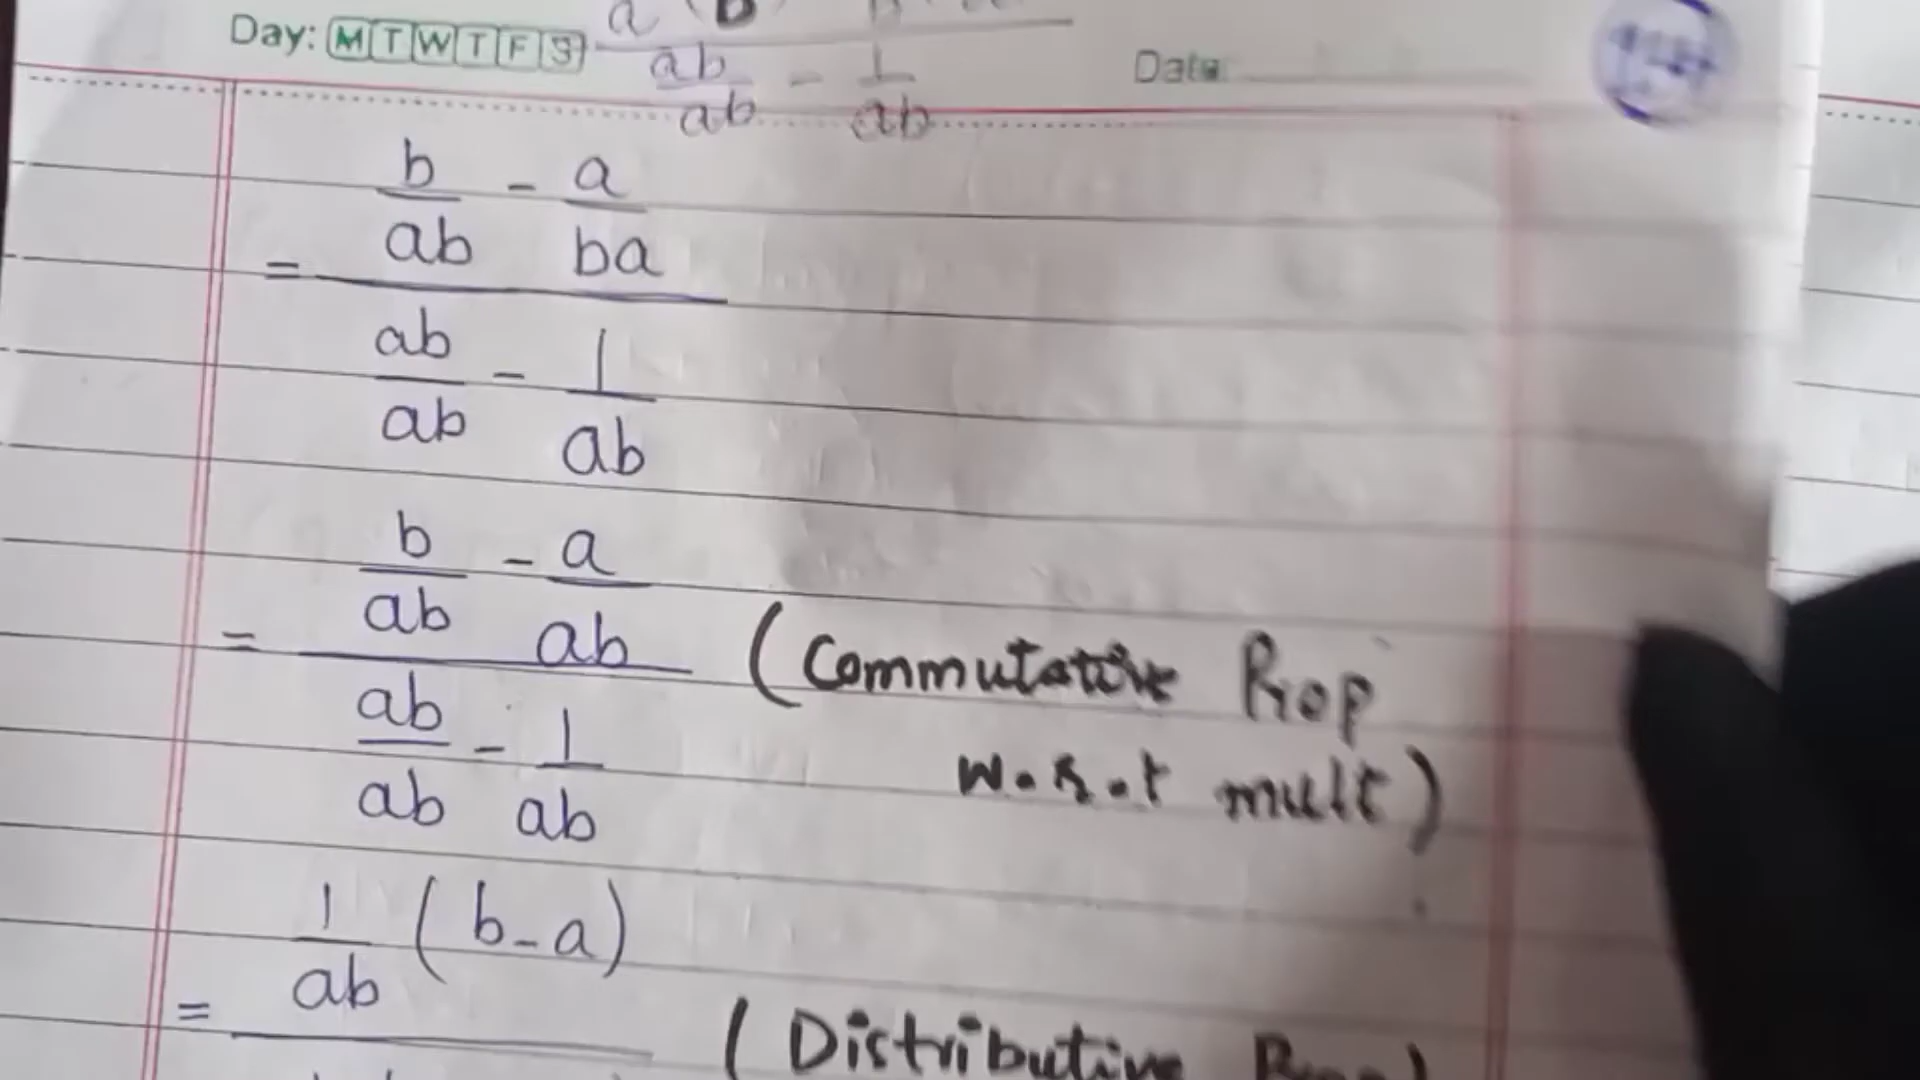 Day: M T W T F S
ab/ab - 1/ab
Date:
= (b/ab - a/ba) / (ab/ab - 1/ab)
= (b/ab - a/ab) / (ab/ab - 1/ab) (Commutative Prop
w.r.t mult)
= 1/ab (b-a)
(Distributive Prop)